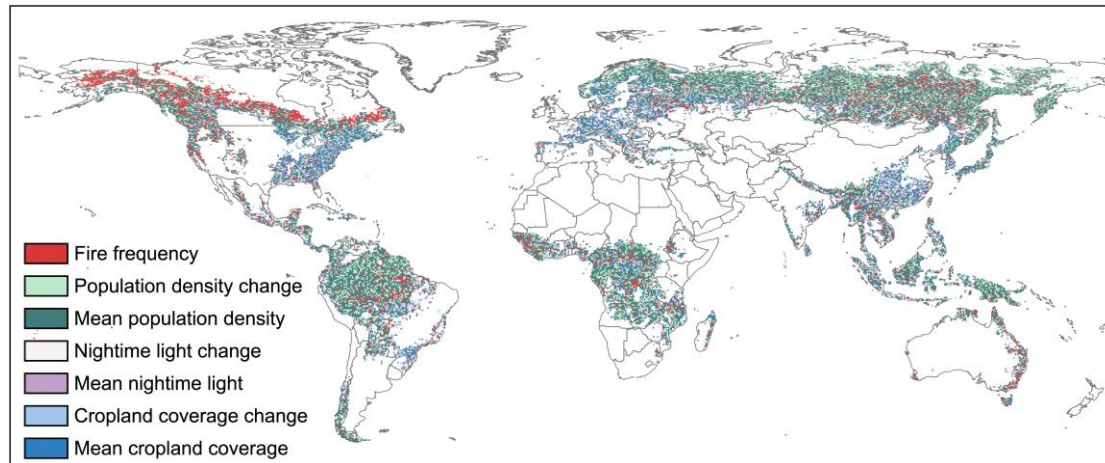 Fire frequency
Population density change
Mean population density
Nightime light change
Mean nightime light
Cropland coverage change
Mean cropland coverage